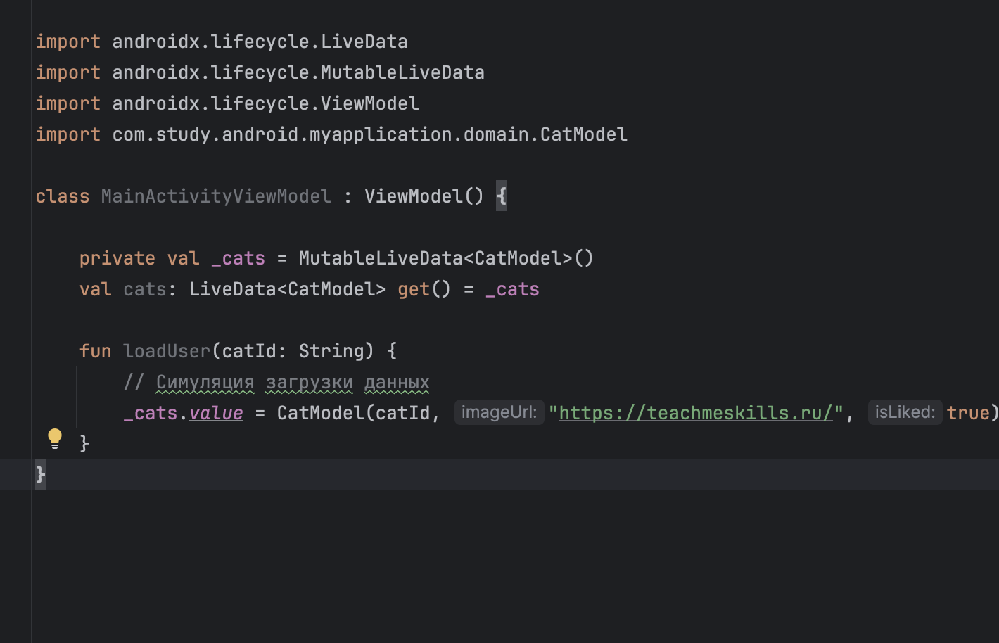 import androidx.lifecycle.LiveData
import androidx.lifecycle.MutableLiveData
import androidx.lifecycle.ViewModel
import com.study.android.myapplication.domain.CatModel
class MainActivityViewModel : ViewModel() {
private val _cats = MutableLiveData<CatModel>()
val cats: LiveData<CatModel> get() = _cats
fun loadUser(catId: String) {
// Симуляция загрузки данных
_cats.value = CatModel(catId, imageUrl: "https://teachmeskills.ru/", isLiked: true)
}
}